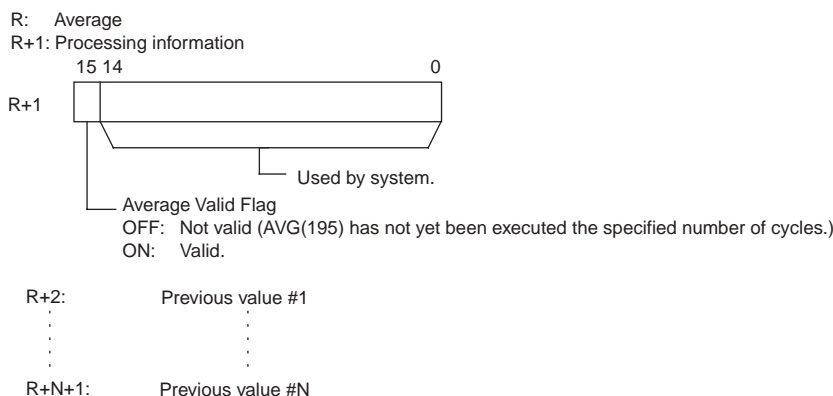 R: Average
R+1: Processing information
15 14 0
R+1
Used by system.
Average Valid Flag
OFF: Not valid (AVG(195) has not yet been executed the specified number of cycles.)
ON: Valid.
R+2: Previous value #1
R+N+1: Previous value #N